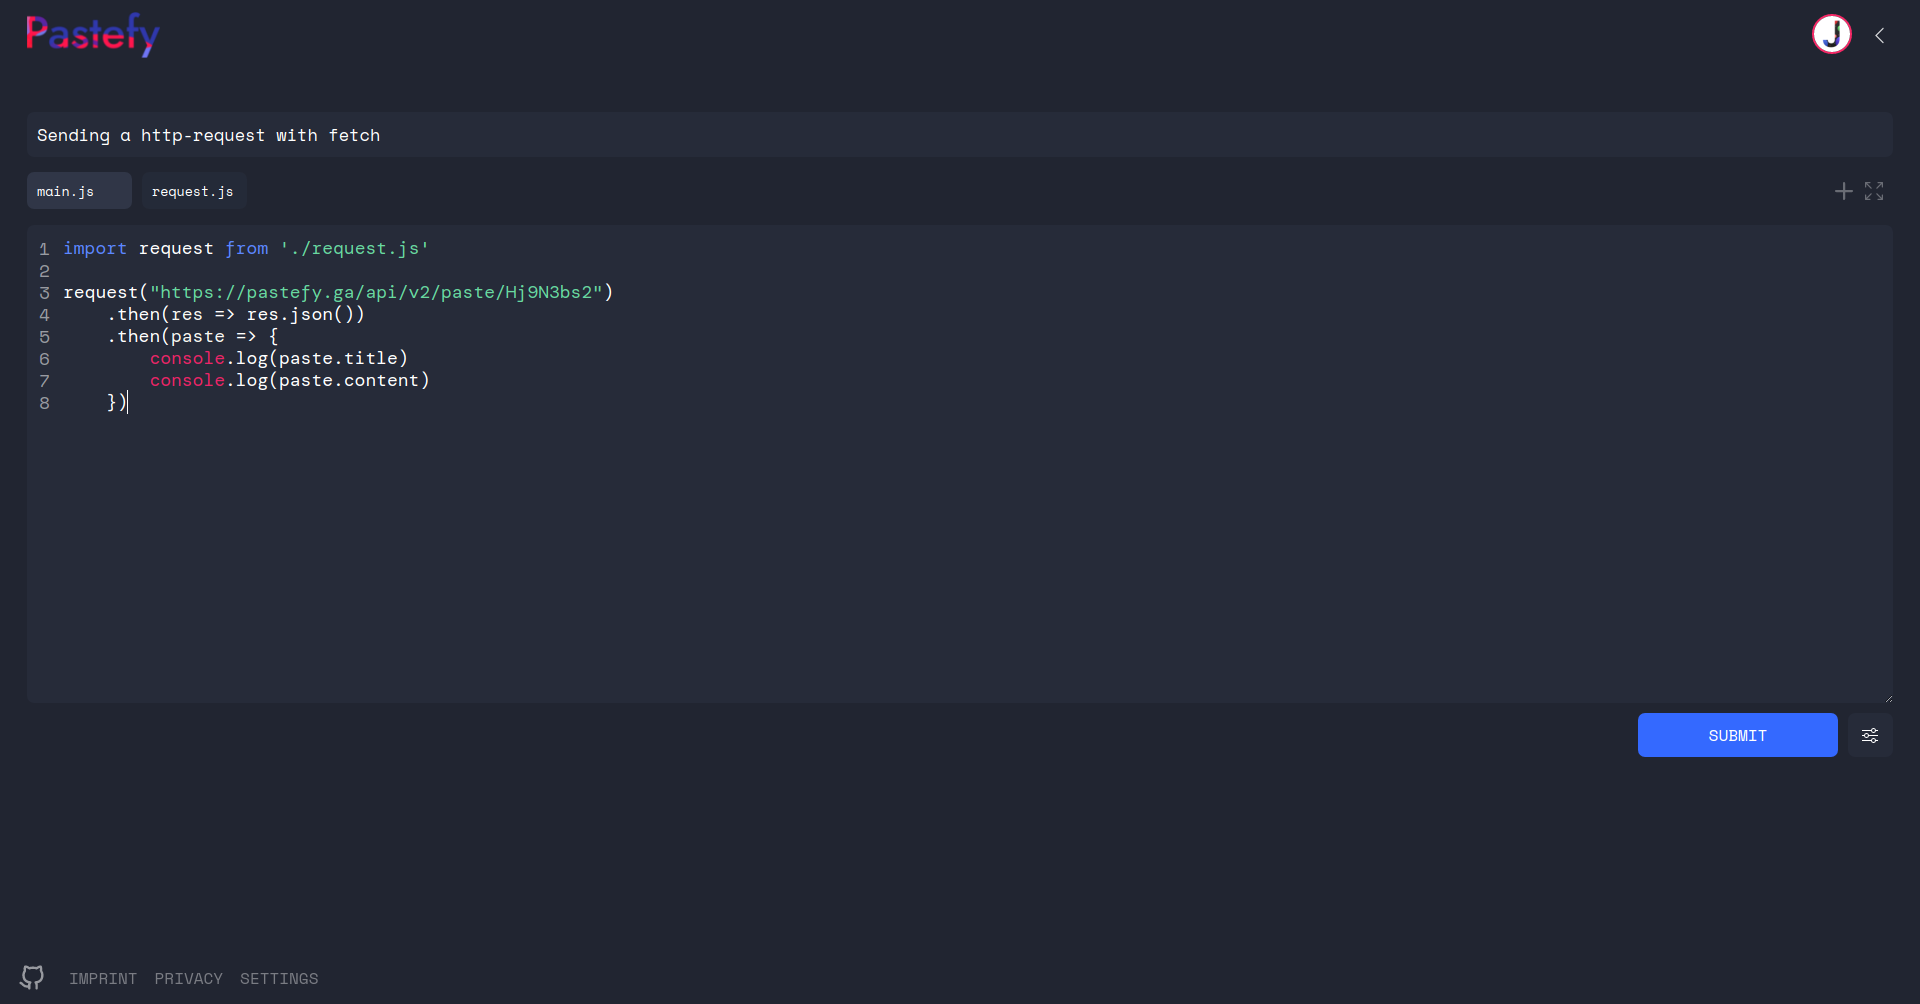 Pastefy
J
Sending a http-request with fetch
main.js request.js
1 import request from './request.js'
2
3 request("https://pastefy.ga/api/v2/paste/Hj9N3bs2")
4     .then(res => res.json())
5     .then(paste => {
6         console.log(paste.title)
7         console.log(paste.content)
8     })
SUBMIT
IMPRINT PRIVACY SETTINGS